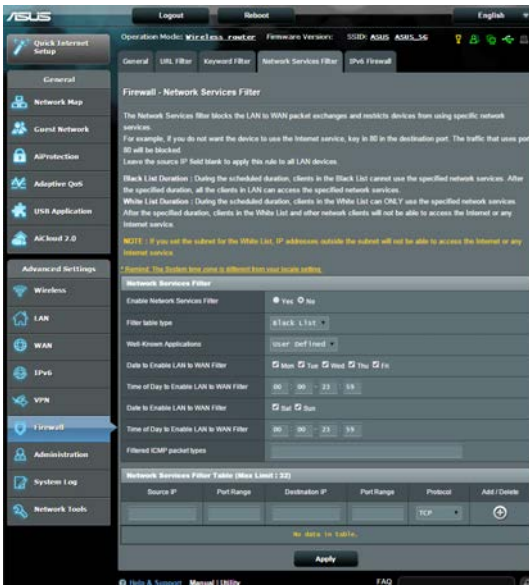 ASUS
Logout
Reboot
English
Quick Internet
Setup
Operation Mode: Wireless router Firmware Version: SSID: ASUS ASUS_5G
General
URL Filter
Keyword Filter
Network Services Filter
IPv6 Firewall
General
Network Map
Guest Network
AiProtection
Adaptive QoS
USB Application
AiCloud 2.0
Advanced Settings
Wireless
LAN
WAN
IPv6
VPN
Firewall
Administration
System Log
Network Tools
Firewall - Network Services Filter
The Network Services filter blocks the LAN to WAN packet exchanges and restricts devices from using specific network
services.
For example, if you do not want the device to use the Internet service, key in 80 in the destination port. The traffic that uses port
80 will be blocked.
Leave the source IP field blank to apply this rule to all LAN devices.
Black List Duration : During the scheduled duration, clients in the Black List cannot use the specified network services. After
the specified duration, all the clients in LAN can access the specified network services.
White List Duration : During the scheduled duration, clients in the White List can ONLY use the specified network services.
After the specified duration, clients in the White List and other network clients will not be able to access the Internet or any
Internet service.
NOTE : If you set the subnet for the White List, IP addresses outside the subnet will not be able to access the Internet or any
Internet service.
* Remind: The System time zone is different from your locale setting.
Network Services Filter
Enable Network Services Filter Yes No
Filter table type Black List
Well-Known Applications User Defined
Date to Enable LAN to WAN Filter Mon Tue Wed Thu Fri
Time of Day to Enable LAN to WAN Filter 00 : 00 - 23 : 59
Date to Enable LAN to WAN Filter Sat Sun
Time of Day to Enable LAN to WAN Filter 00 : 00 - 23 : 59
Filtered ICMP packet types
Network Services Filter Table (Max Limit : 32)
Source IP Port Range Destination IP Port Range Protocol Add / Delete
TCP
No data in table.
Apply
Help & Support Manual | Utility FAQ